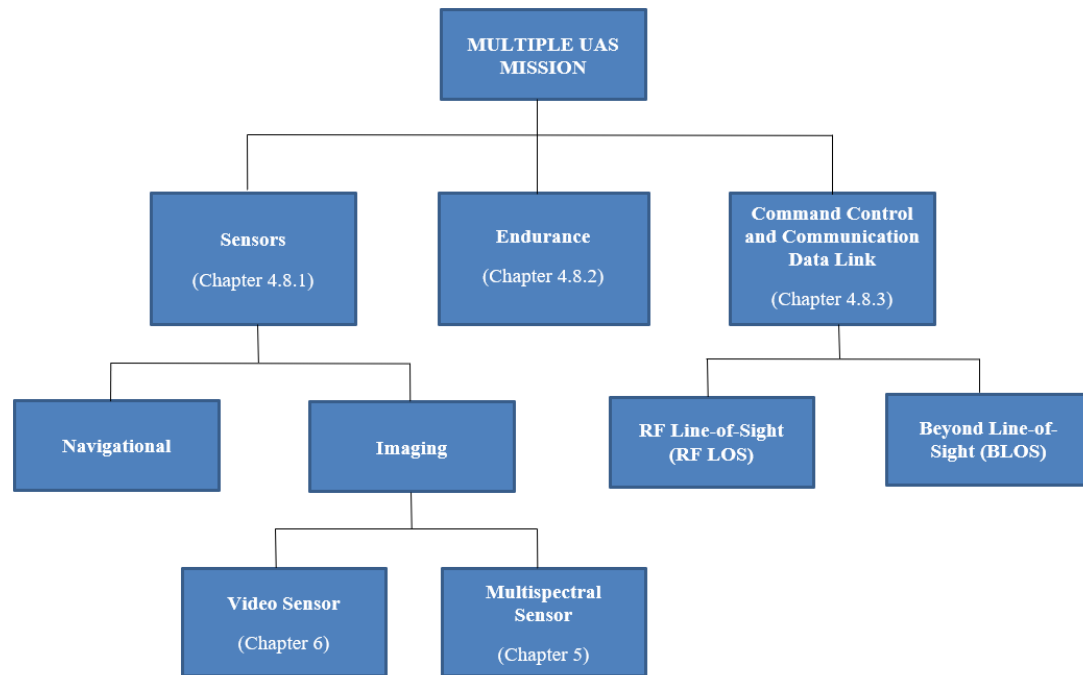 MULTIPLE UAS
MISSION
Sensors
(Chapter 4.8.1)
Endurance
(Chapter 4.8.2)
Command Control
and Communication
Data Link
(Chapter 4.8.3)
Navigational
Imaging
RF Line-of-Sight
(RF LOS)
Beyond Line-of-
Sight (BLOS)
Video Sensor
(Chapter 6)
Multispectral
Sensor
(Chapter 5)